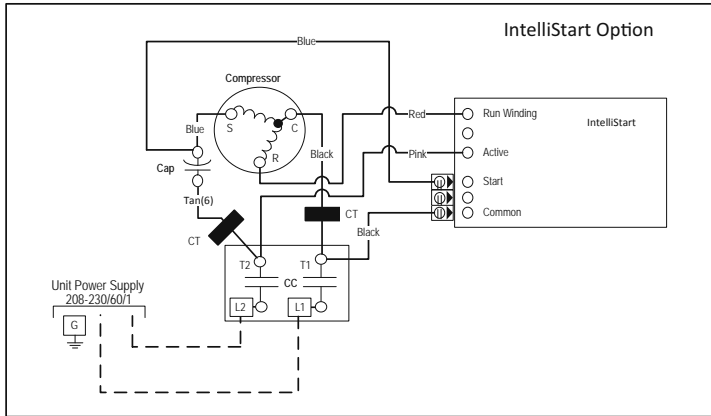 IntelliStart Option
Blue
Compressor
Red
Run Winding
IntelliStart
S
C
Blue
R
Black
Pink
Active
Cap
Start
Tan(6)
CT
Common
CT
Black
T2
T1
CC
Unit Power Supply
208-230/60/1
L2
L1
G